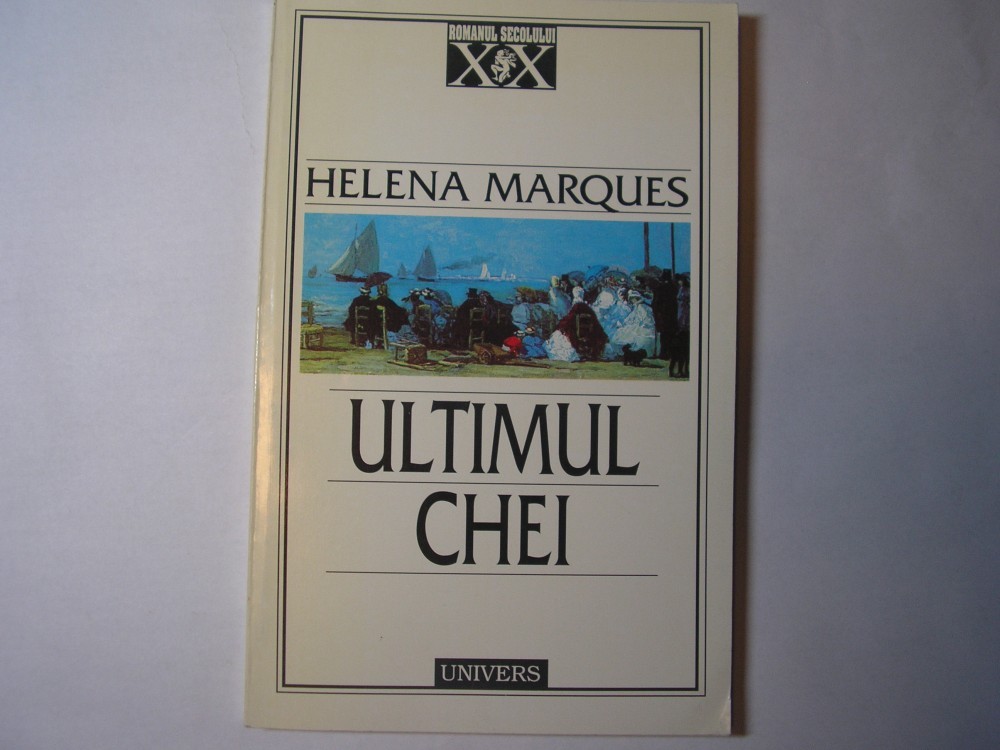 ROMANUL SECOLULUI
XX
HELENA MARQUES
ULTIMUL
CHEI
UNIVERS